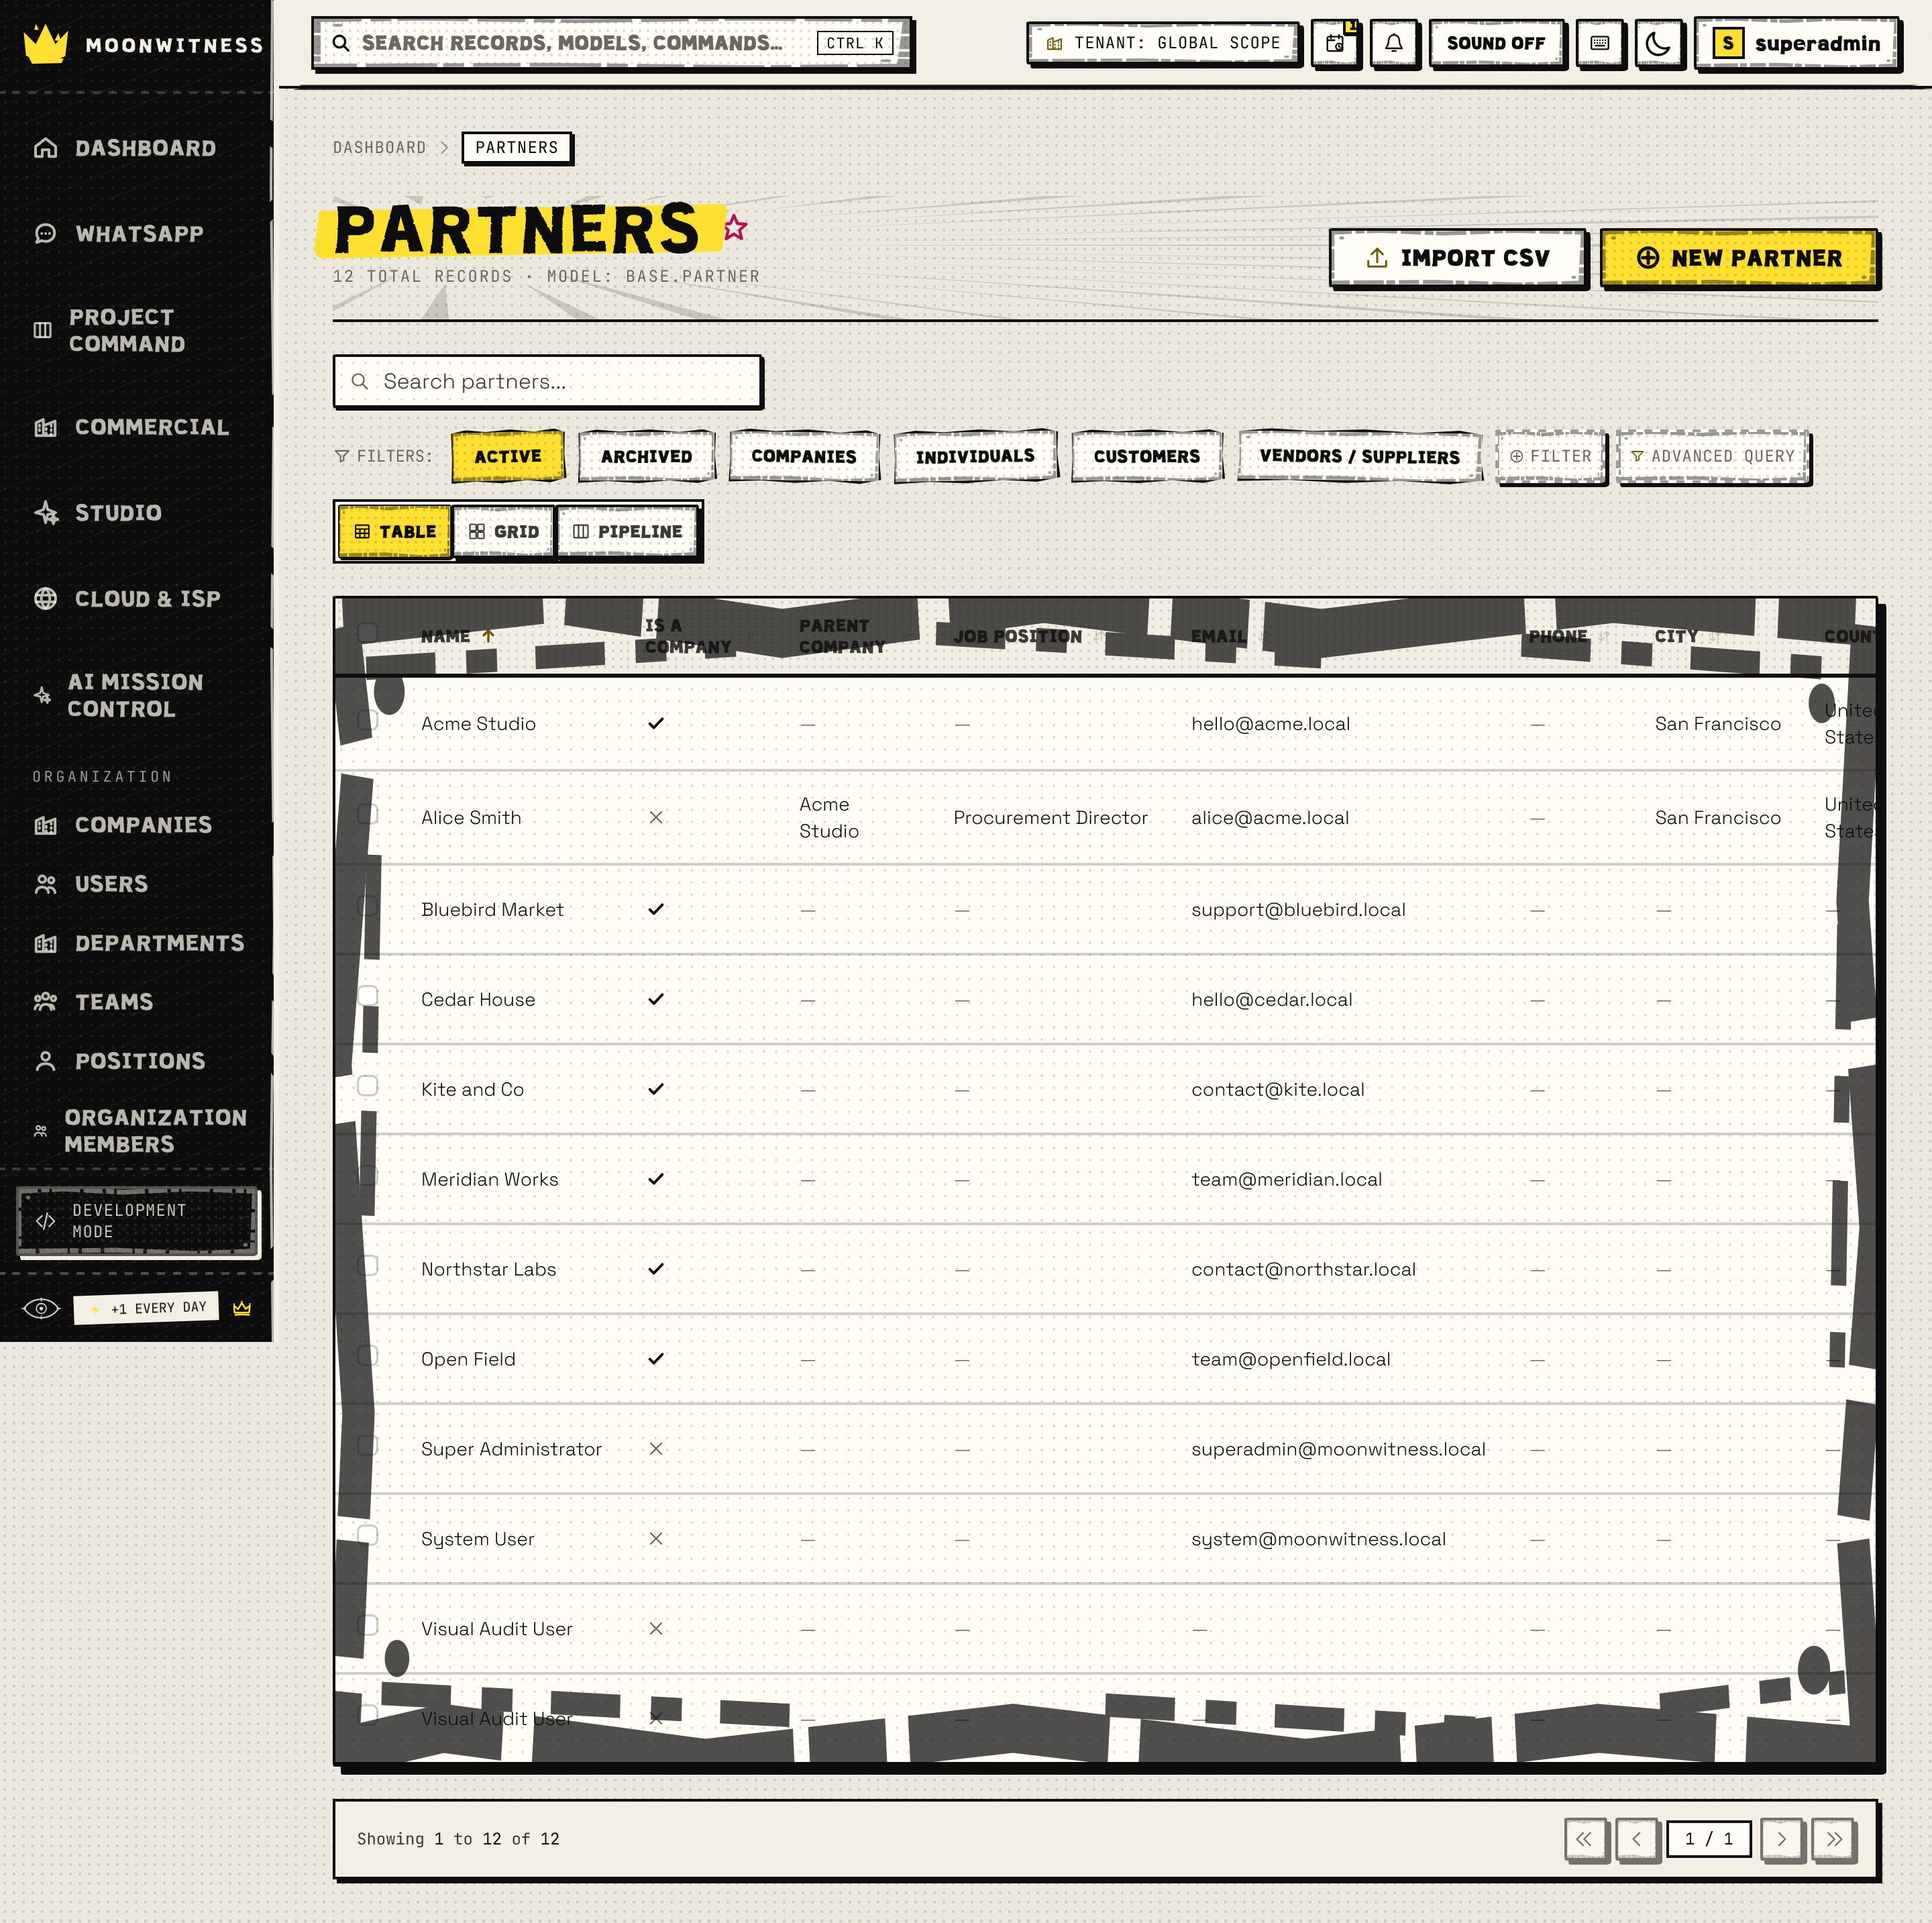 MOONWITNESS
SEARCH RECORDS, MODELS, COMMANDS...
CTRL K
TENANT: GLOBAL SCOPE
SOUND OFF
S
superadmin
DASHBOARD
WHATSAPP
PROJECT
COMMAND
COMMERCIAL
STUDIO
CLOUD & ISP
AI MISSION
CONTROL
ORGANIZATION
COMPANIES
USERS
DEPARTMENTS
TEAMS
POSITIONS
ORGANIZATION
MEMBERS
DEVELOPMENT
MODE
+1 EVERY DAY
DASHBOARD > PARTNERS
PARTNERS
12 TOTAL RECORDS · MODEL: BASE.PARTNER
IMPORT CSV
NEW PARTNER
Search partners...
FILTERS: ACTIVE ARCHIVED COMPANIES INDIVIDUALS CUSTOMERS VENDORS / SUPPLIERS FILTER ADVANCED QUERY
TABLE GRID PIPELINE
NAME IS A COMPANY PARENT COMPANY JOB POSITION EMAIL PHONE CITY COUNT
Acme Studio — — hello@acme.local — San Francisco United State
Alice Smith Acme Studio Procurement Director alice@acme.local — San Francisco United State
Bluebird Market — — support@bluebird.local — — —
Cedar House — — hello@cedar.local — — —
Kite and Co — — contact@kite.local — — —
Meridian Works — — team@meridian.local — — —
Northstar Labs — — contact@northstar.local — — —
Open Field — — team@openfield.local — — —
Super Administrator — — superadmin@moonwitness.local — — —
System User — — system@moonwitness.local — — —
Visual Audit User — — — — — —
Visual Audit User — — — — — —
Showing 1 to 12 of 12
1 / 1